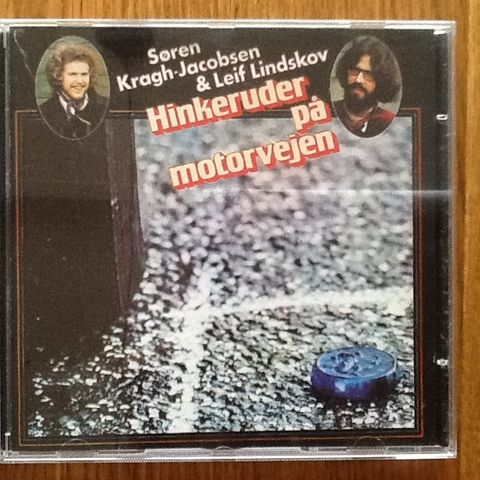 Søren
Kragh-Jacobsen
& Leif Lindskov
Hinkeruder
på
motorvejen